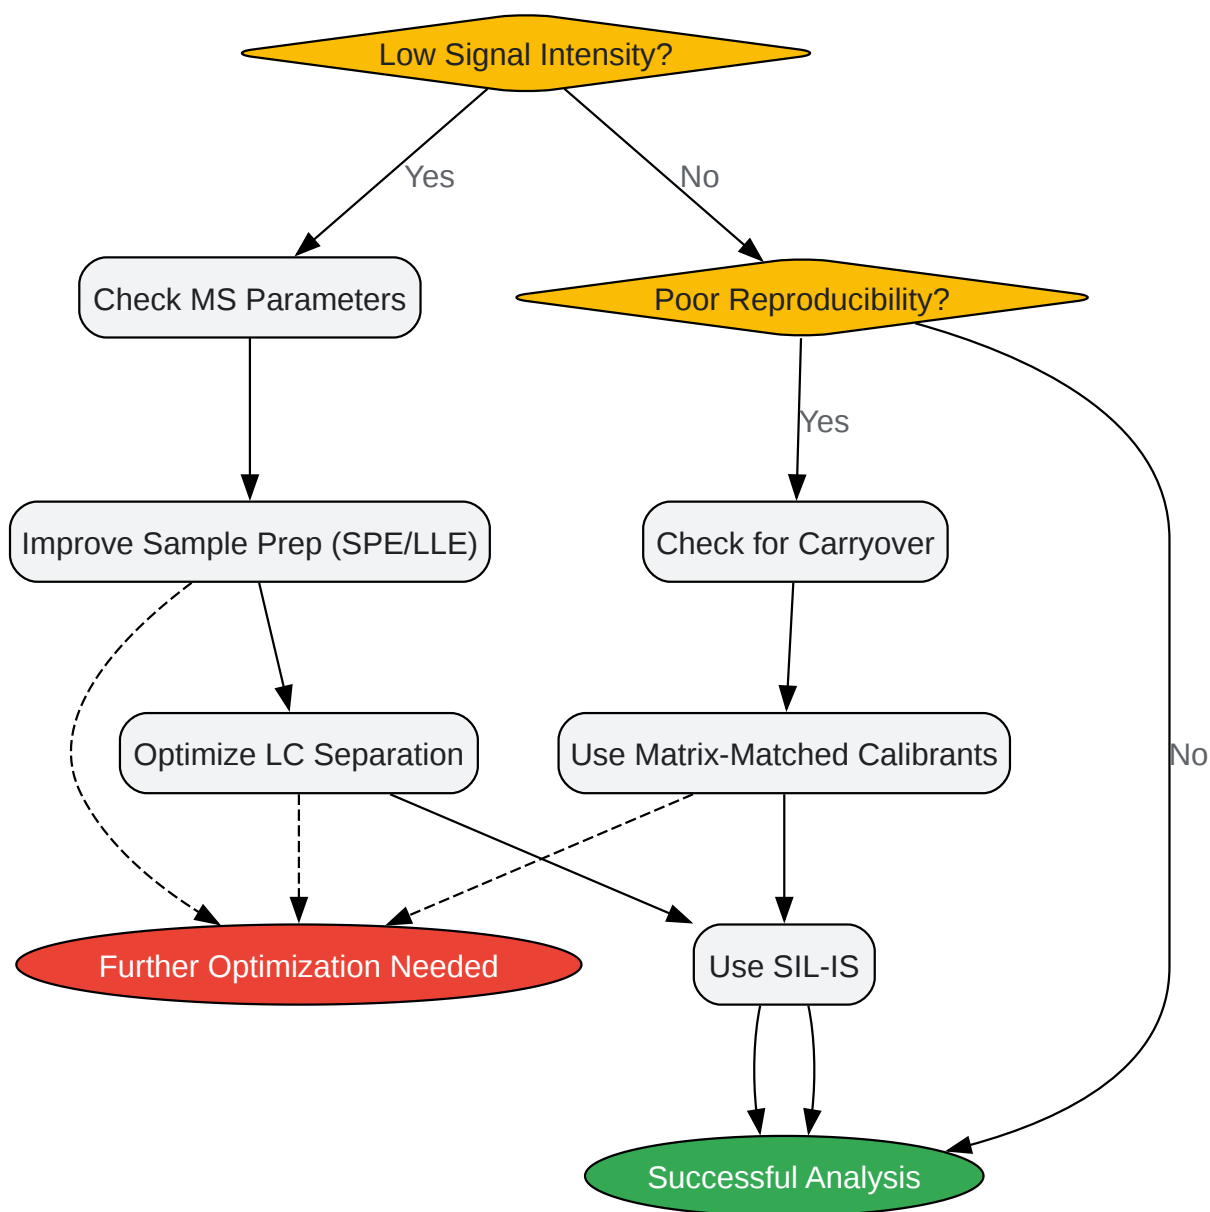 Low Signal Intensity?
Yes
No
Check MS Parameters
Poor Reproducibility?
Yes
Improve Sample Prep (SPE/LLE)
Check for Carryover
Optimize LC Separation
Use Matrix-Matched Calibrants
No
Further Optimization Needed
Use SIL-IS
Successful Analysis